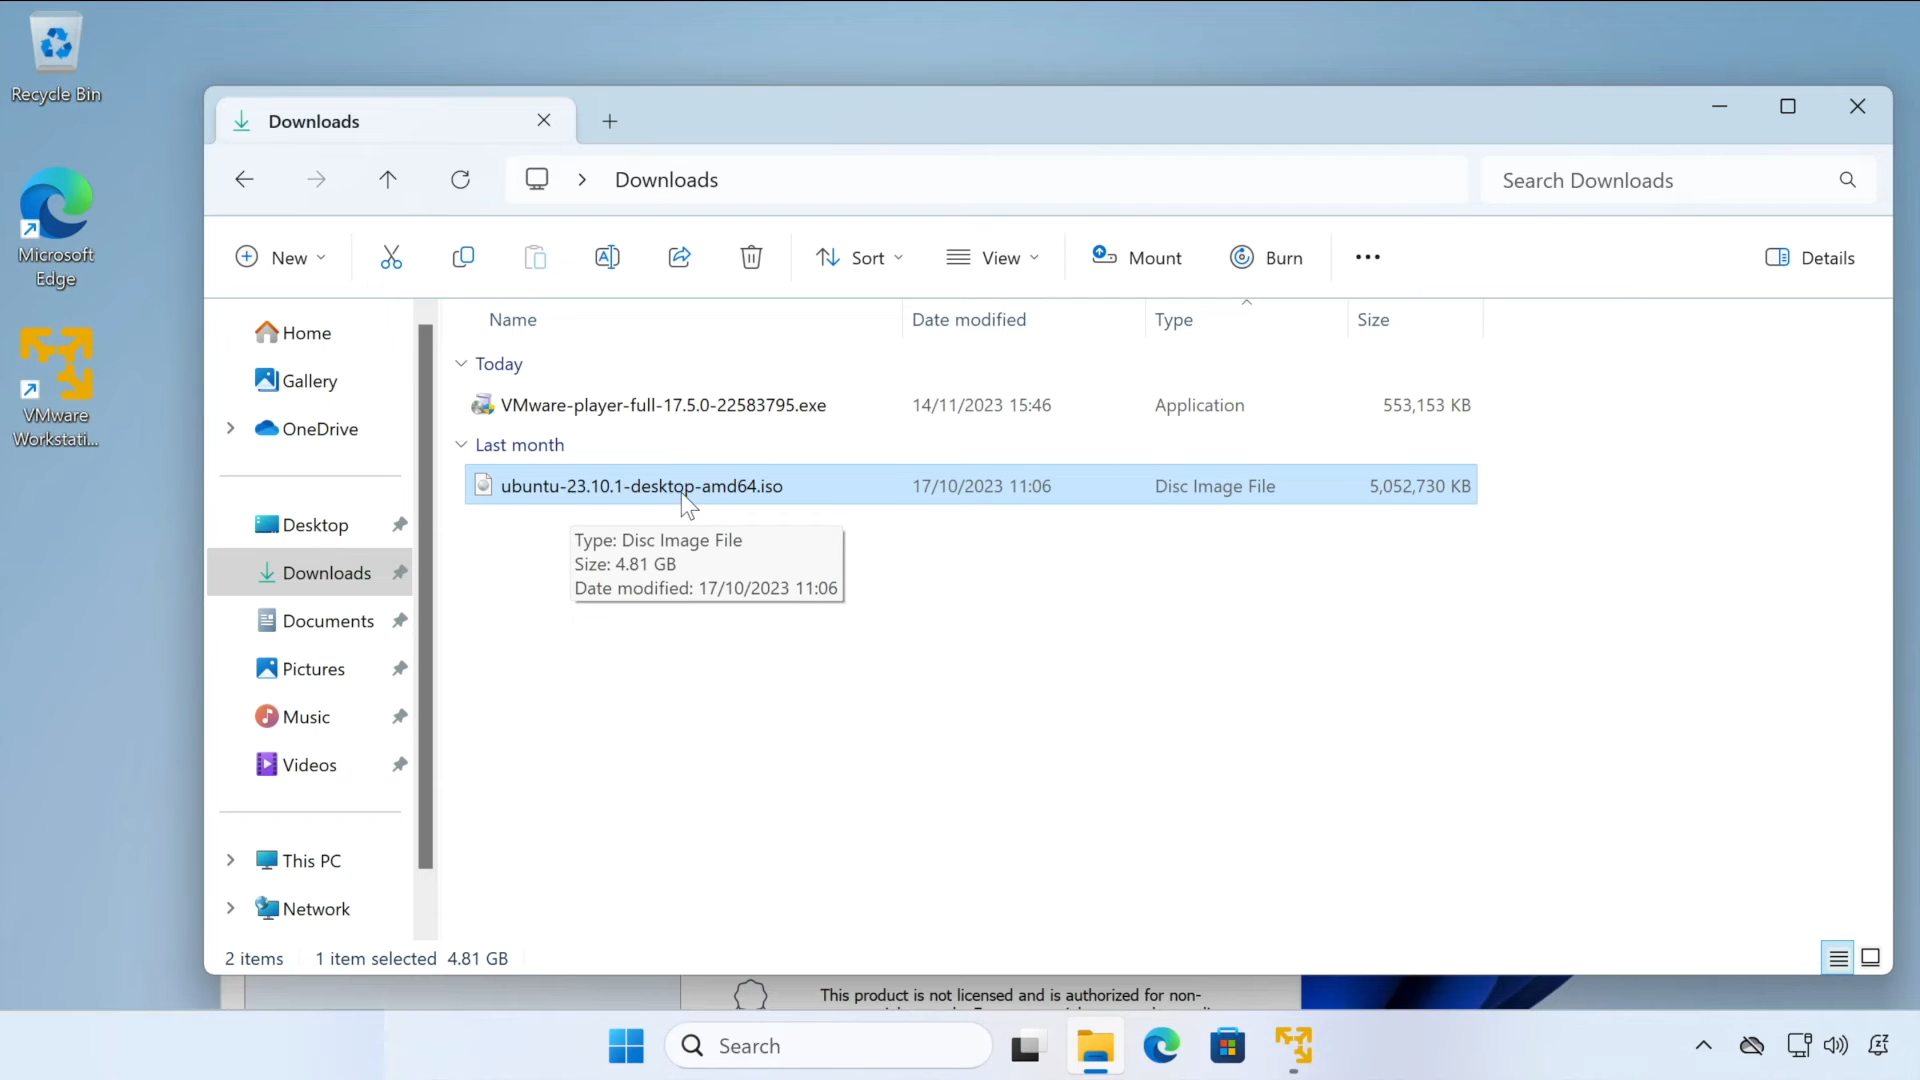 Recycle Bin
Microsoft
Edge
VMware
Workstati...
Downloads
Downloads
Search Downloads
New
Sort
View
Mount
Burn
Details
Home
Gallery
OneDrive
Desktop
Downloads
Documents
Pictures
Music
Videos
This PC
Network
Name Date modified Type Size
Today
VMware-player-full-17.5.0-22583795.exe 14/11/2023 15:46 Application 553,153 KB
Last month
ubuntu-23.10.1-desktop-amd64.iso 17/10/2023 11:06 Disc Image File 5,052,730 KB
Type: Disc Image File
Size: 4.81 GB
Date modified: 17/10/2023 11:06
2 items 1 item selected 4.81 GB
This product is not licensed and is authorized for non-
Search